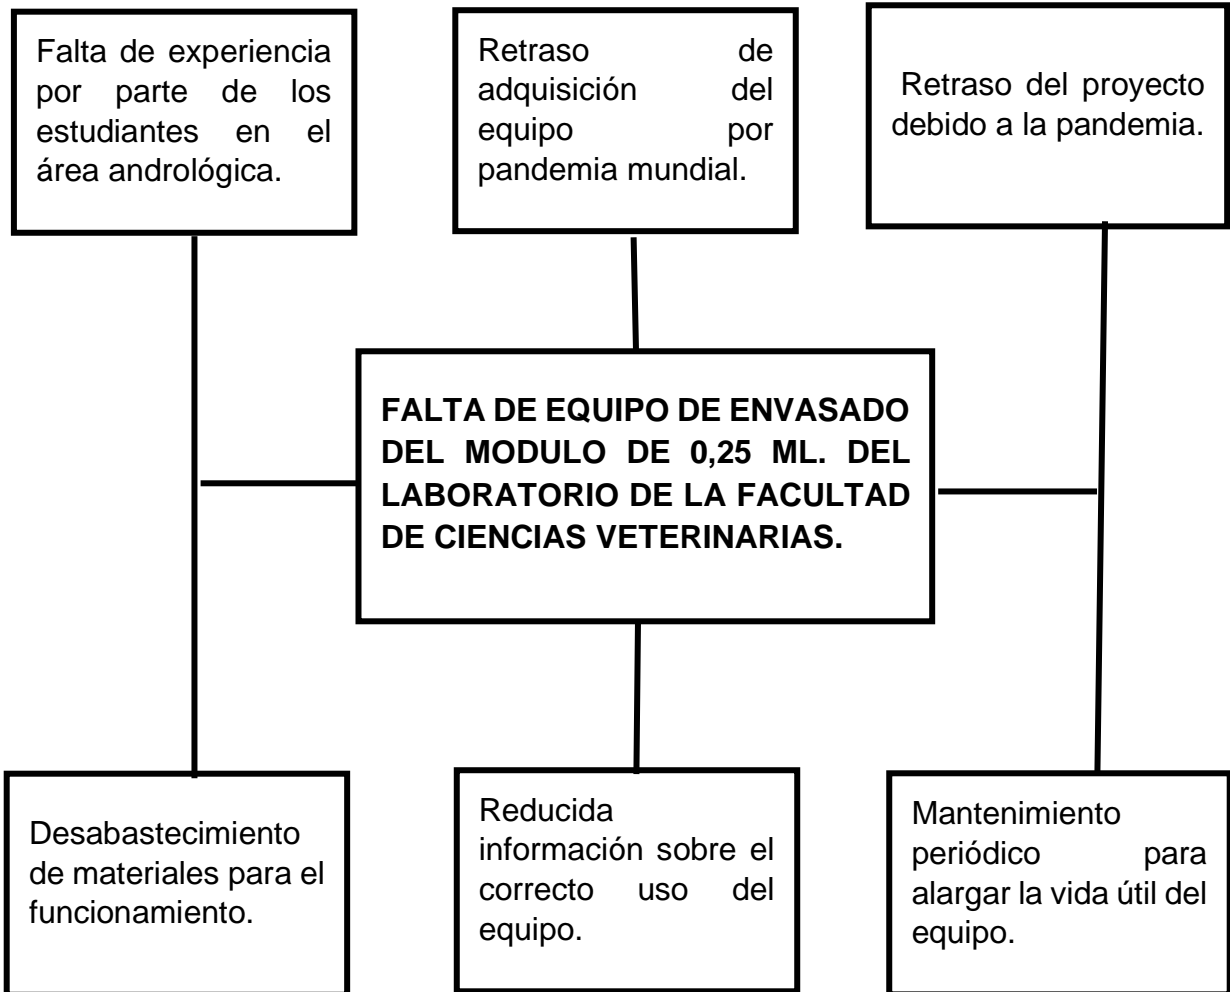 Falta de experiencia
por parte de los
estudiantes en el
área andrológica.
Retraso de
adquisición del
equipo por
pandemia mundial.
Retraso del proyecto
debido a la pandemia.
FALTA DE EQUIPO DE ENVASADO
DEL MODULO DE 0,25 ML. DEL
LABORATORIO DE LA FACULTAD
DE CIENCIAS VETERINARIAS.
Desabastecimiento
de materiales para el
funcionamiento.
Reducida
información sobre el
correcto uso del
equipo.
Mantenimiento
periódico para
alargar la vida útil del
equipo.